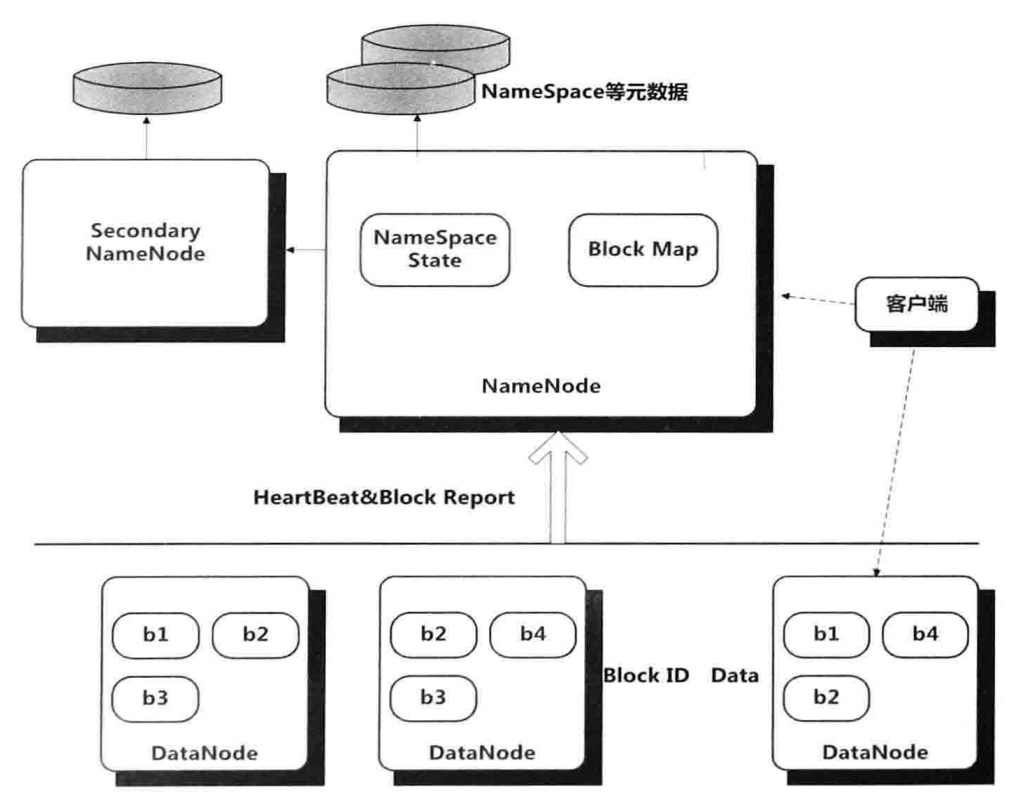 NameSpace等元数据
Secondary
NameNode
NameSpace
State
Block Map
客户端
NameNode
HeartBeat&Block Report
b1
b2
b3
DataNode
b2
b4
b3
DataNode
Block ID Data
b1
b4
b2
DataNode